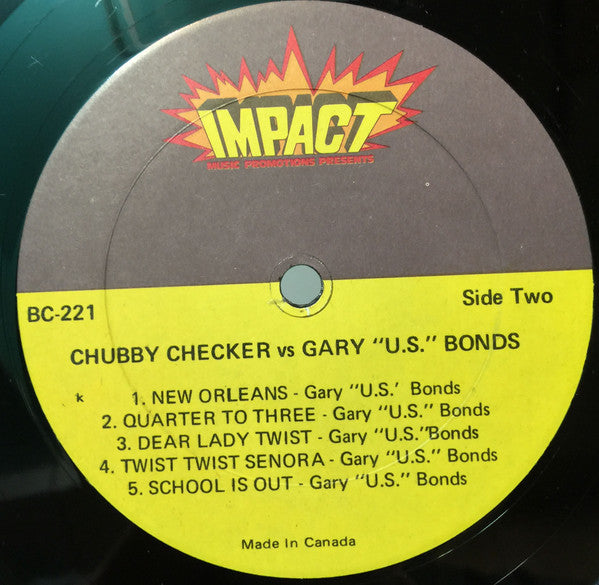 IMPACT
MUSIC PROMOTIONS PRESENTS
BC-221
Side Two
CHUBBY CHECKER vs GARY "U.S." BONDS
k 1. NEW ORLEANS - Gary "U.S.' Bonds
2. QUARTER TO THREE - Gary "U.S." Bonds
3. DEAR LADY TWIST - Gary "U.S."Bonds
4. TWIST TWIST SENORA - Gary "U.S." Bonds
5. SCHOOL IS OUT - Gary "U.S." Bonds
Made In Canada